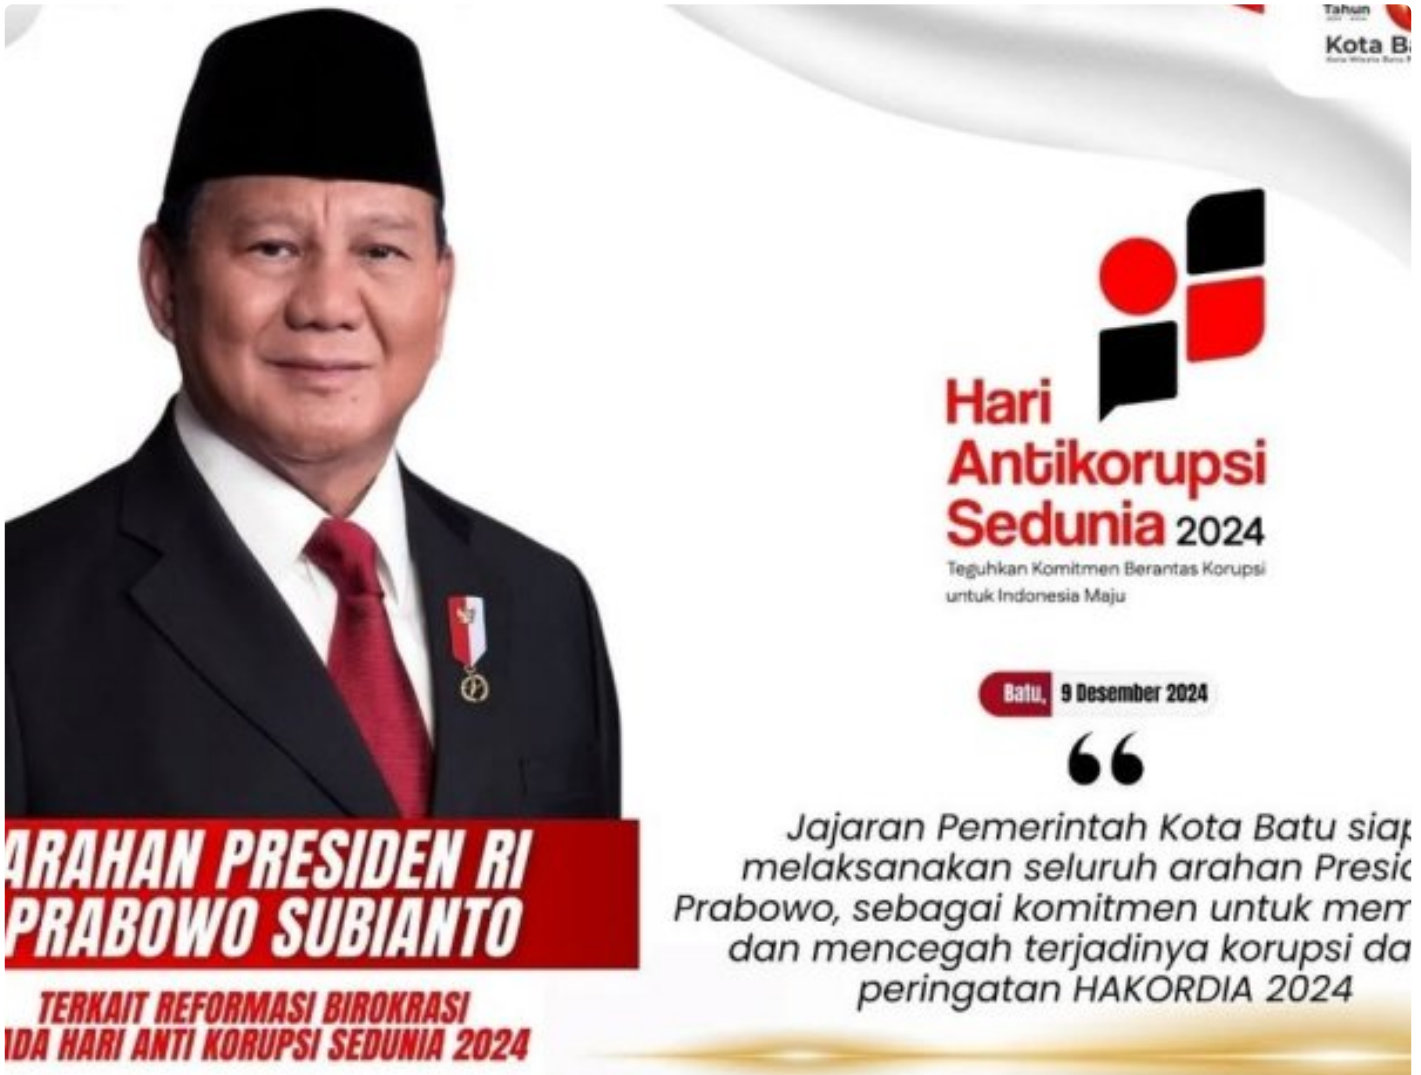 Tahun
Kota
Hari
Antikorupsi
Sedunia 2024
Teguhkan Komitmen Berantas Korupsi
untuk Indonesia Maju
Batu, 9 Desember 2024
“
Jajaran Pemerintah Kota Batu siap
melaksanakan seluruh arahan
Prabowo, sebagai komitmen untuk
dan mencegah terjadinya korupsi
peringatan HAKORDIA 2024
ARAHAN PRESIDEN RI
PRABOWO SUBIANTO
TERKAIT REFORMASI BIROKRASI
HARI ANTI KORUPSI SEDUNIA 2024